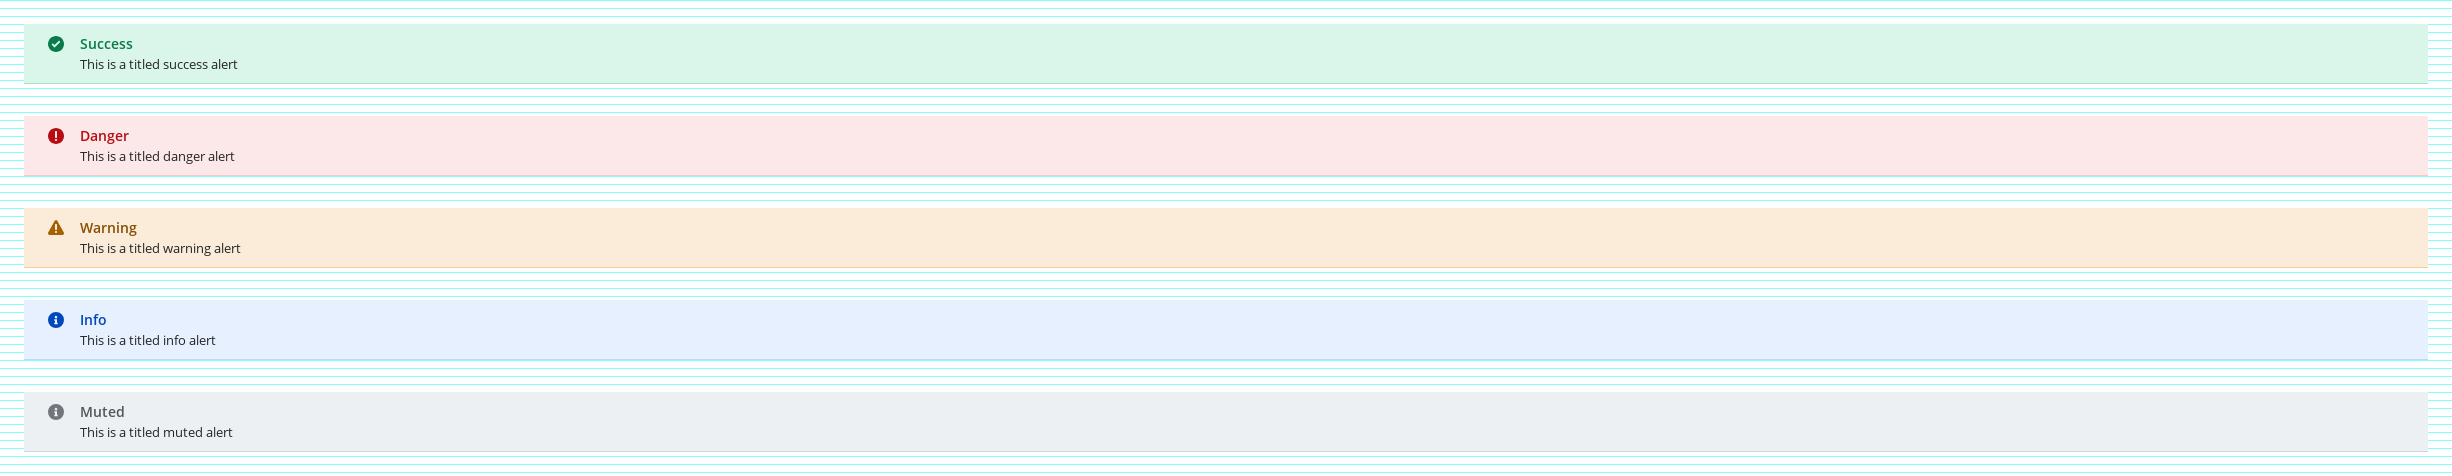 Success
This is a titled success alert
Danger
This is a titled danger alert
Warning
This is a titled warning alert
Info
This is a titled info alert
Muted
This is a titled muted alert